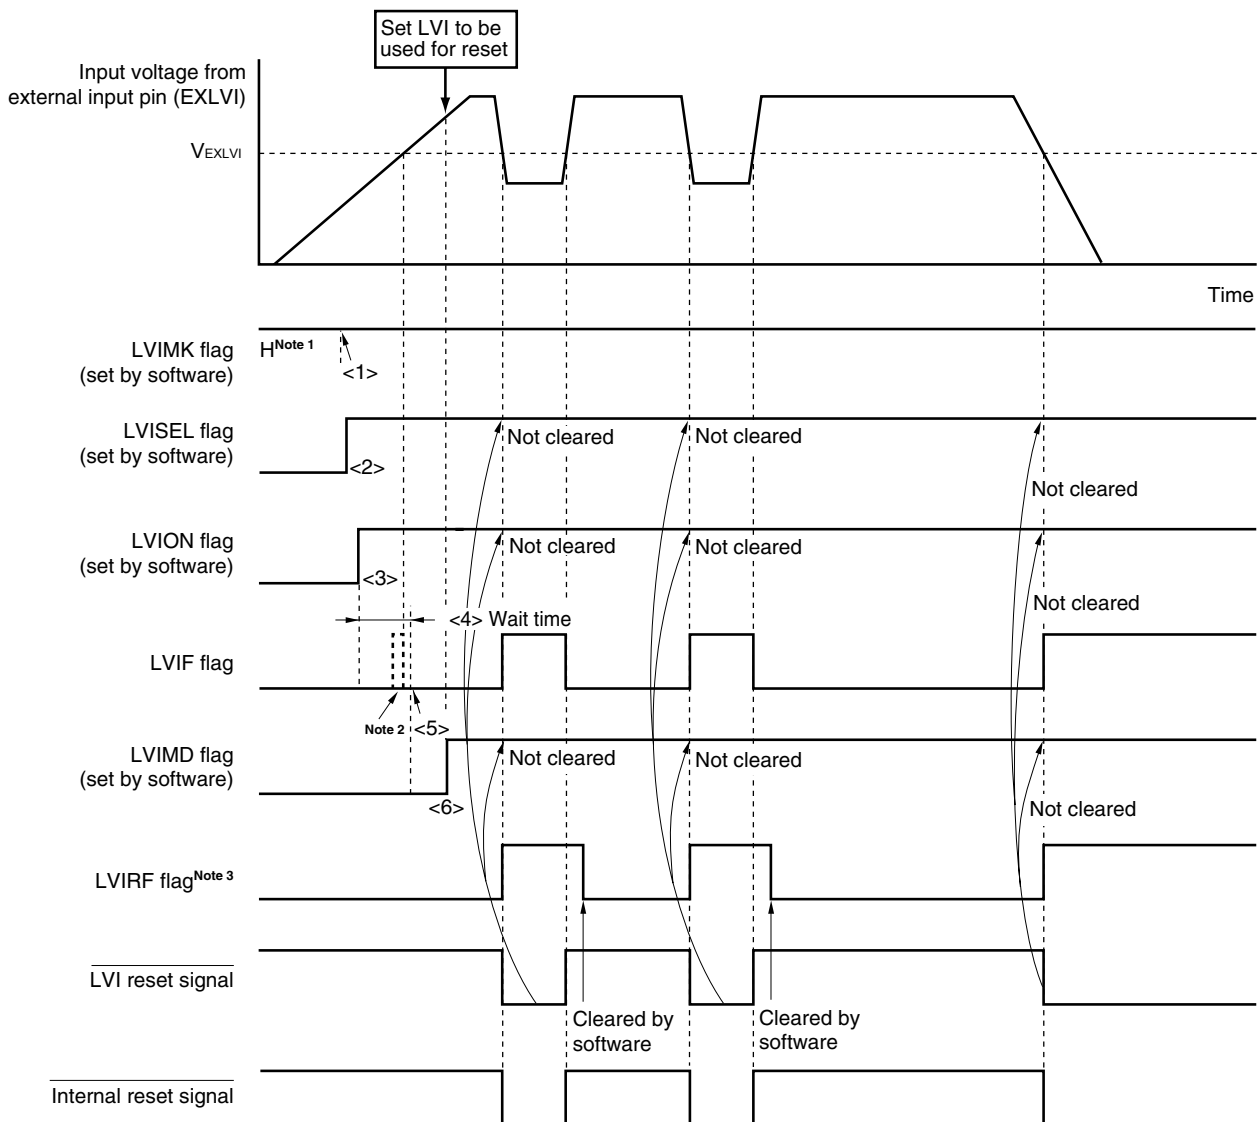 Set LVI to be
used for reset
Input voltage from
external input pin (EXLVI)
VEXLVI
Time
LVIMK flag
(set by software)
HNote 1
<1>
LVISEL flag
(set by software)
<2>
Not cleared
Not cleared
Not cleared
LVION flag
(set by software)
<3>
Not cleared
Not cleared
Not cleared
<4> Wait time
LVIF flag
Note 2
<5>
LVIMD flag
(set by software)
<6>
Not cleared
Not cleared
Not cleared
LVIRF flagNote 3
LVI reset signal
Cleared by
software
Cleared by
software
Internal reset signal